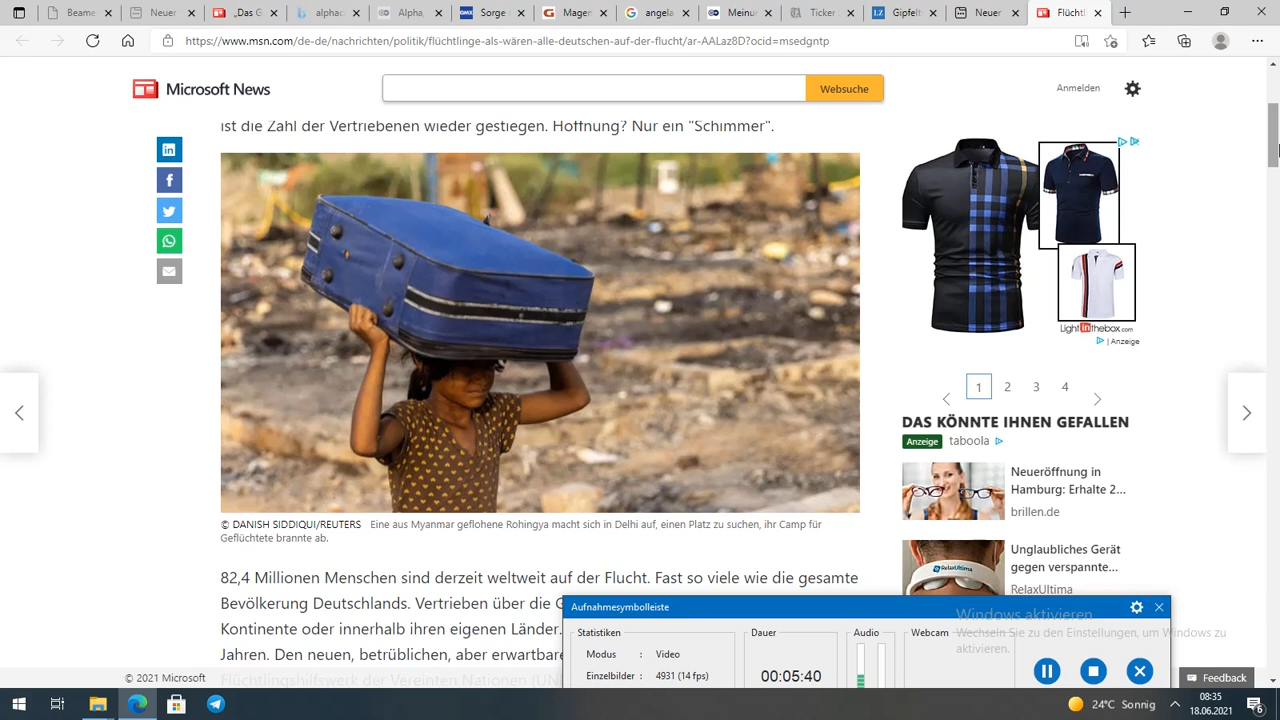 Beame
Neuer
„Das G
alphac
Alpha,
Sorge
Magen
angela
Meinu
Ticker
Gipfelt
Neuer
Flüchtl
https://www.msn.com/de-de/nachrichten/politik/flüchtlinge-als-wären-alle-deutschen-auf-der-flucht/ar-AALaz8D?ocid=msedgntp
Microsoft News
Websuche
Anmelden
ist die Zahl der Vertriebenen wieder gestiegen. Hoffnung? Nur ein "Schimmer".
© DANISH SIDDIQUI/REUTERS Eine aus Myanmar geflohene Rohingya macht sich in Delhi auf, einen Platz zu suchen, ihr Camp für
Geflüchtete brannte ab.
82,4 Millionen Menschen sind derzeit weltweit auf der Flucht. Fast so viele wie die gesamte
Bevölkerung Deutschlands. Vertrieben über die G
Kontinente oder innerhalb ihren eigenen Länder.
Jahren. Den neuen, betrüblichen, aber erwartbare
Flüchtlingshilfswerk der Vereinten Nationen (UN
Lightinthebox.com
| Anzeige
1 2 3 4
DAS KÖNNTE IHNEN GEFALLEN
Anzeige taboola
Neueröffnung in
Hamburg: Erhalte 2...
brillen.de
RelaxUltima
Unglaubliches Gerät
gegen verspannte...
RelaxUltima
Aufnahmesymbolleiste
Statistiken
Modus : Video
Einzelbilder : 4931 (14 fps)
Dauer
00:05:40
Audio
Webcam
Windows aktivieren
Wechseln Sie zu den Einstellungen, um Windows zu
aktivieren.
© 2021 Microsoft
Feedback
24°C Sonnig
08:35
18.06.2021
6